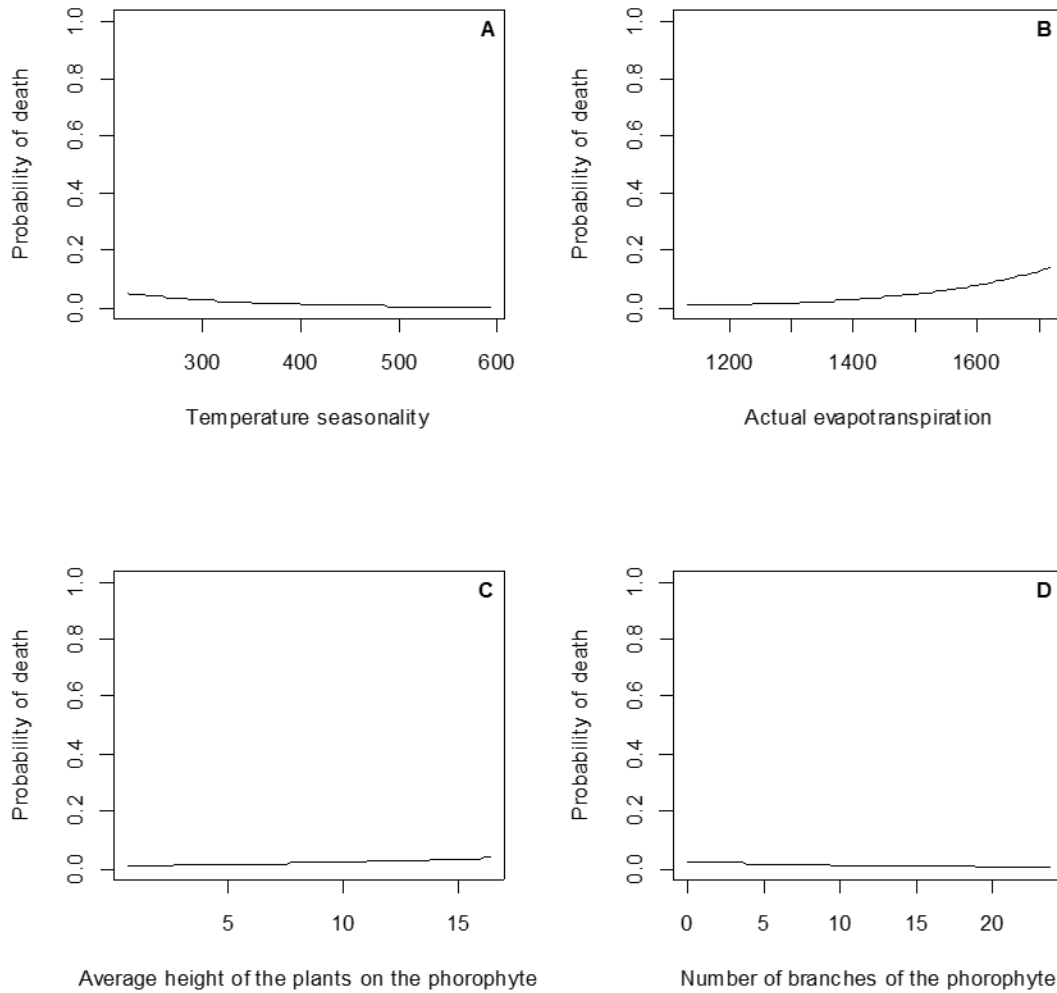 A
Probability of death
0.0 0.2 0.4 0.6 0.8 1.0
300 400 500 600
Temperature seasonality
B
Probability of death
0.0 0.2 0.4 0.6 0.8 1.0
1200 1400 1600
Actual evapotranspiration
C
Probability of death
0.0 0.2 0.4 0.6 0.8 1.0
5 10 15
Average height of the plants on the phorophyte
D
Probability of death
0.0 0.2 0.4 0.6 0.8 1.0
0 5 10 15 20
Number of branches of the phorophyte